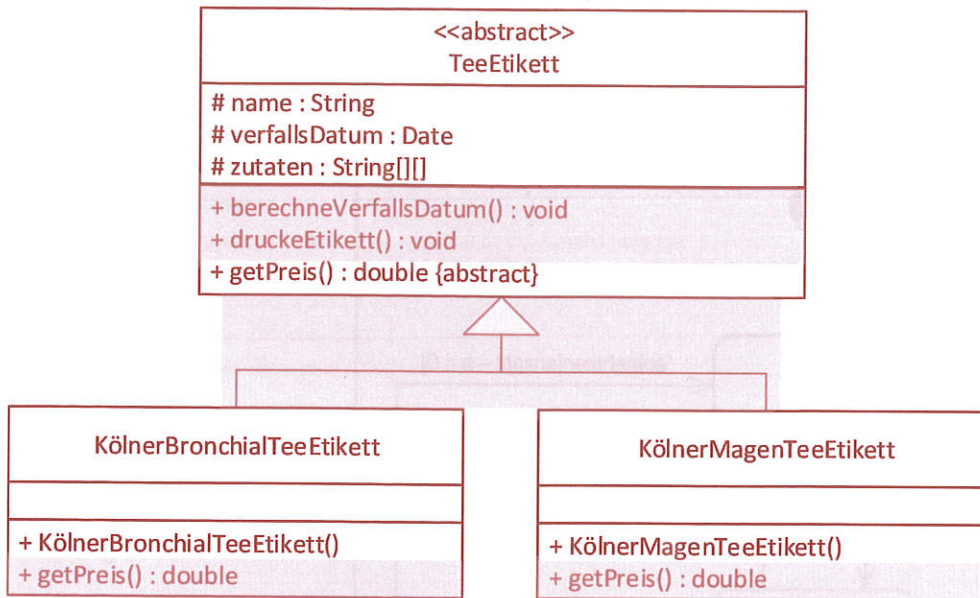 <<abstract>>
TeeEtikett
# name : String
# verfallsDatum : Date
# zutaten : String[][]
+ berechneVerfallsDatum() : void
+ druckeEtikett() : void
+ getPreis() : double {abstract}
KölnerBronchialTeeEtikett
+ KölnerBronchialTeeEtikett()
+ getPreis() : double
KölnerMagenTeeEtikett
+ KölnerMagenTeeEtikett()
+ getPreis() : double